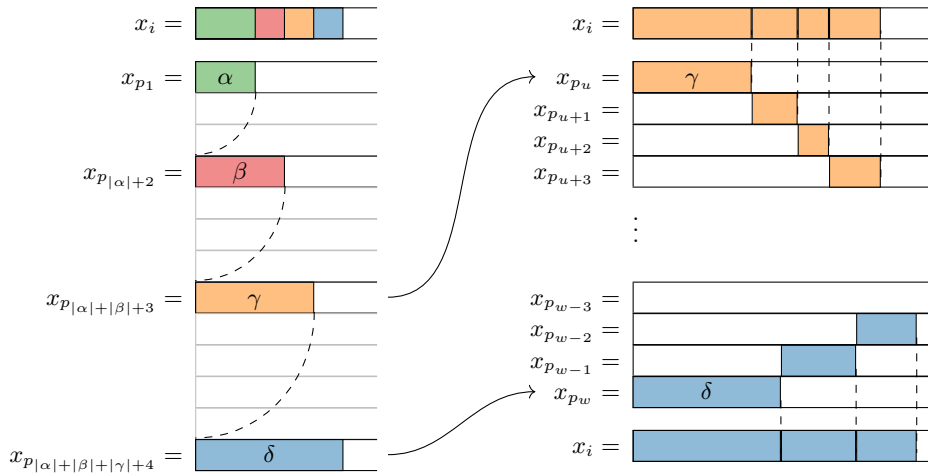 x_i =
x_{p_1} = α
x_{p_{|α|+2}} = β
x_{p_{|α|+|β|+3}} = γ
x_{p_{|α|+|β|+|γ|+4}} = δ
x_i =
x_{p_u} = γ
x_{p_{u+1}} =
x_{p_{u+2}} =
x_{p_{u+3}} =
⋮
x_{p_{w-3}} =
x_{p_{w-2}} =
x_{p_{w-1}} =
x_{p_w} = δ
x_i =